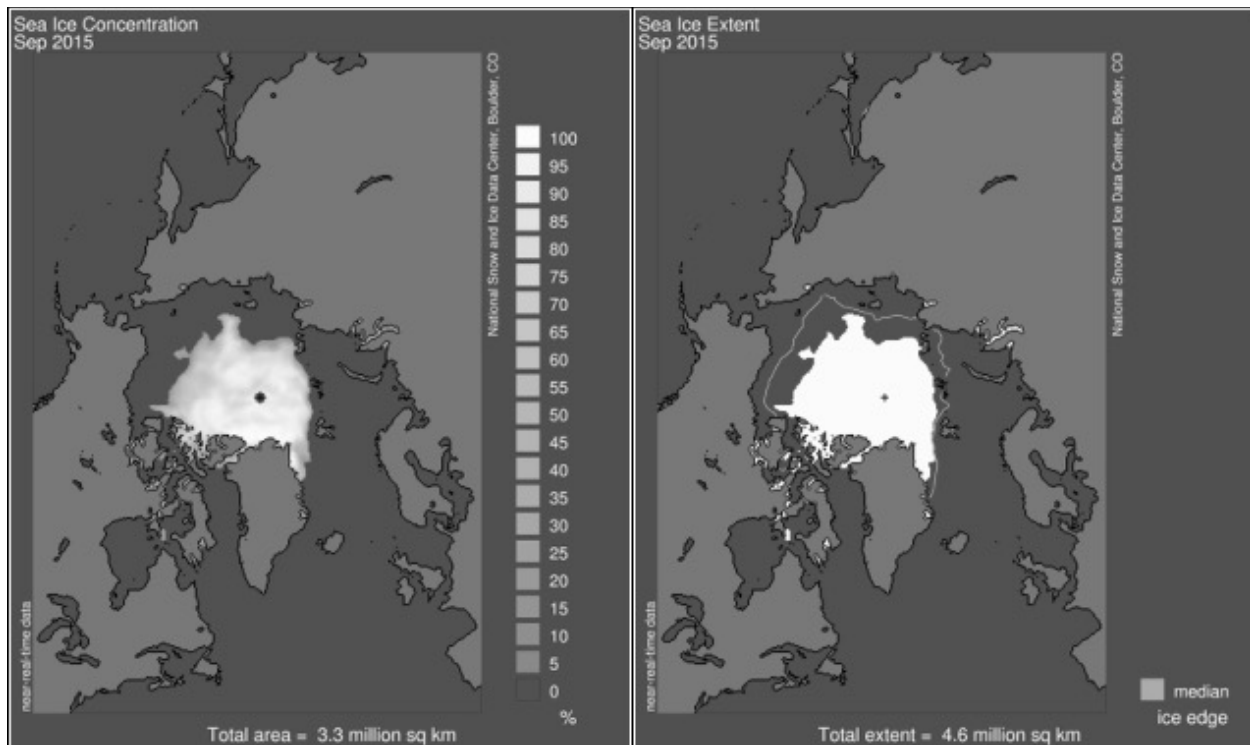 Sea Ice Concentration
Sep 2015
National Snow and Ice Data Center, Boulder, CO
100
95
90
85
80
75
70
65
60
55
50
45
40
35
30
25
20
15
10
5
0
%
near-real-time data
Total area = 3.3 million sq km
Sea Ice Extent
Sep 2015
National Snow and Ice Data Center, Boulder, CO
near-real-time data
median
ice edge
Total extent = 4.6 million sq km